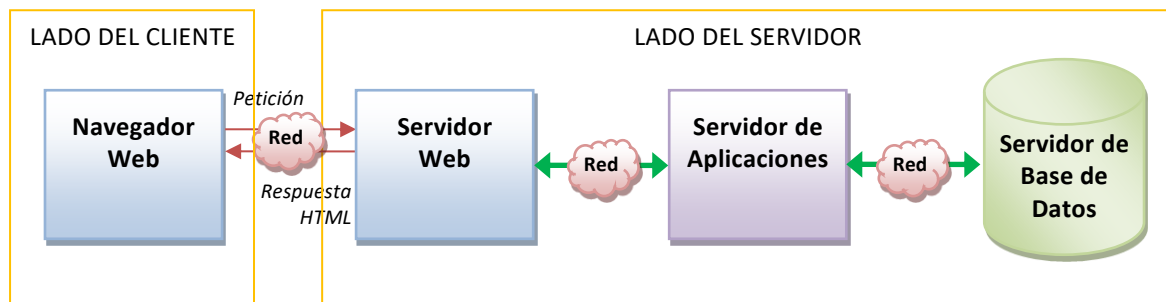 LADO DEL CLIENTE
LADO DEL SERVIDOR
Petición
Navegador
Web
Red
Servidor
Web
Respuesta
HTML
Red
Servidor de
Aplicaciones
Red
Servidor de
Base de
Datos